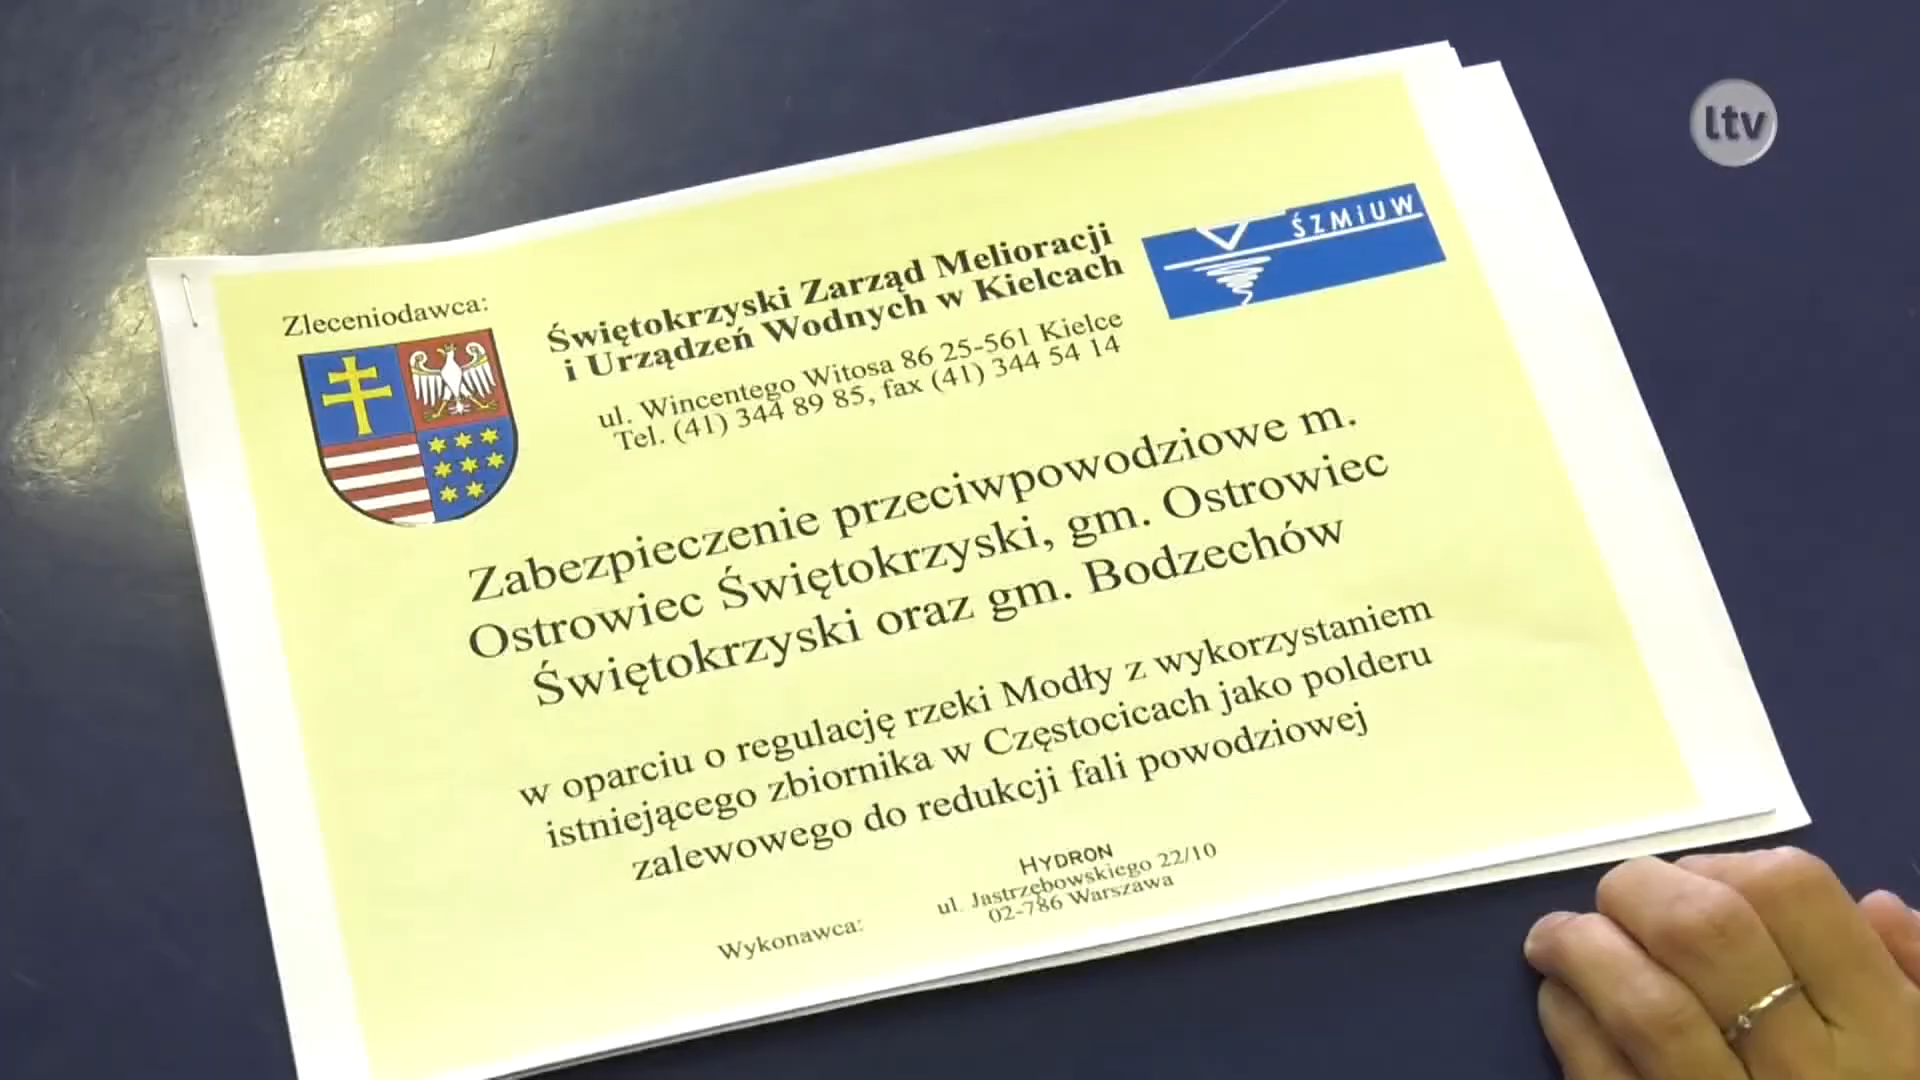 ltv
Zleceniodawca:
Świętokrzyski Zarząd Melioracji
i Urządzeń Wodnych w Kielcach
ul. Wincentego Witosa 86 25-561 Kielce
Tel. (41) 344 89 85, fax (41) 344 54 14
ŚZMiUW
Zabezpieczenie przeciwpowodziowe m.
Ostrowiec Świętokrzyski, gm. Ostrowiec
Świętokrzyski oraz gm. Bodzechów
w oparciu o regulację rzeki Modły z wykorzystaniem
istniejącego zbiornika w Częstocicach jako polderu
zalewowego do redukcji fali powodziowej
Wykonawca:
HYDRON
ul. Jastrzębowskiego 22/10
02-786 Warszawa